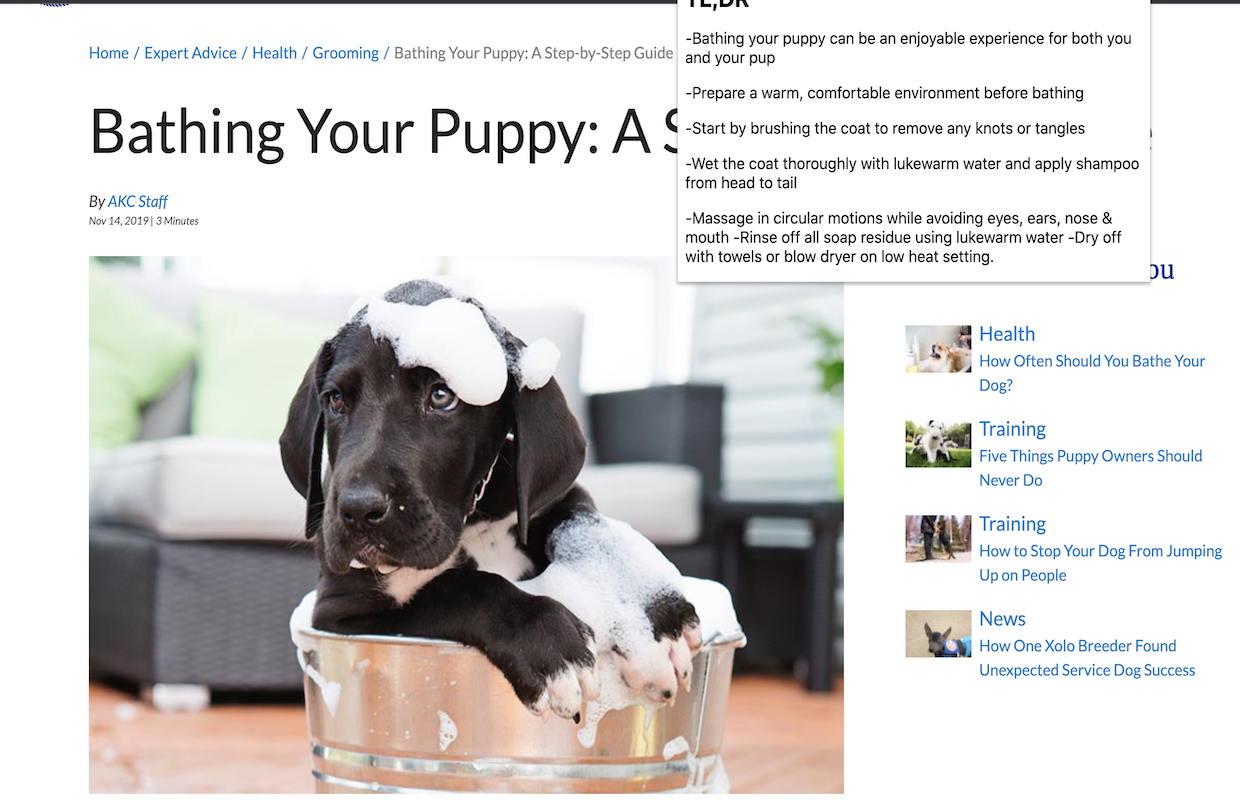 TL;DR
-Bathing your puppy can be an enjoyable experience for both you
and your pup
-Prepare a warm, comfortable environment before bathing
-Start by brushing the coat to remove any knots or tangles
-Wet the coat thoroughly with lukewarm water and apply shampoo
from head to tail
-Massage in circular motions while avoiding eyes, ears, nose &
mouth -Rinse off all soap residue using lukewarm water -Dry off
with towels or blow dryer on low heat setting.
Home / Expert Advice / Health / Grooming / Bathing Your Puppy: A Step-by-Step Guide
Bathing Your Puppy: A
By AKC Staff
Nov 14, 2019 | 3 Minutes
Health
How Often Should You Bathe Your
Dog?
Training
Five Things Puppy Owners Should
Never Do
Training
How to Stop Your Dog From Jumping
Up on People
News
How One Xolo Breeder Found
Unexpected Service Dog Success